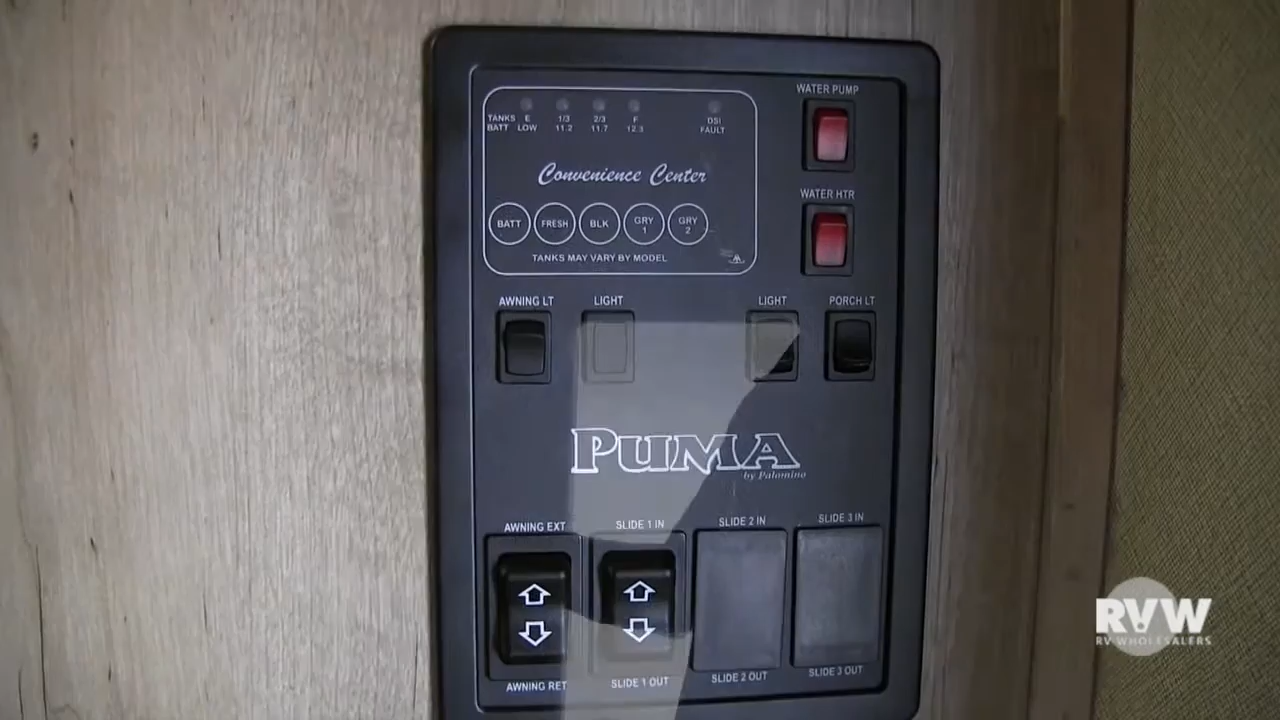 WATER PUMP
TANKS E 1/3 2/3 F DSI
BATT LOW 11.2 11.7 12.3 FAULT
Convenience Center
WATER HTR
BATT FRESH BLK GRY 1 GRY 2
TANKS MAY VARY BY MODEL
AWNING LT LIGHT LIGHT PORCH LT
PUMA
by Palomino
AWNING EXT SLIDE 1 IN SLIDE 2 IN SLIDE 3 IN
AWNING RET SLIDE 1 OUT SLIDE 2 OUT SLIDE 3 OUT
RVW
RV WHOLESALERS